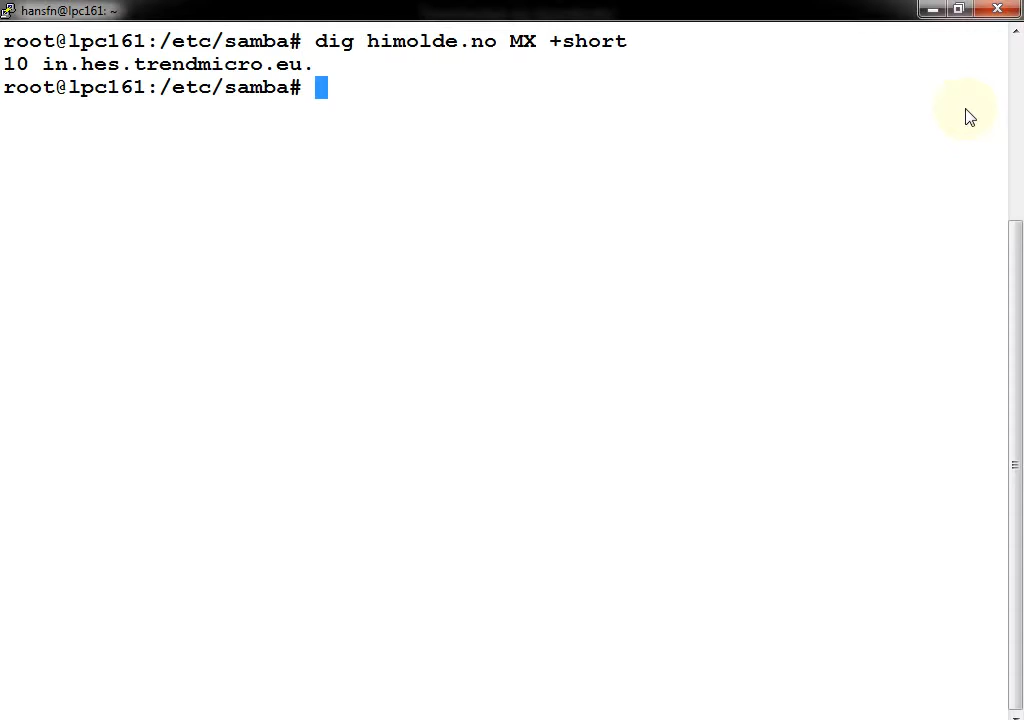 hansfn@lpc161: ~
root@lpc161:/etc/samba# dig himolde.no MX +short
10 in.hes.trendmicro.eu.
root@lpc161:/etc/samba#